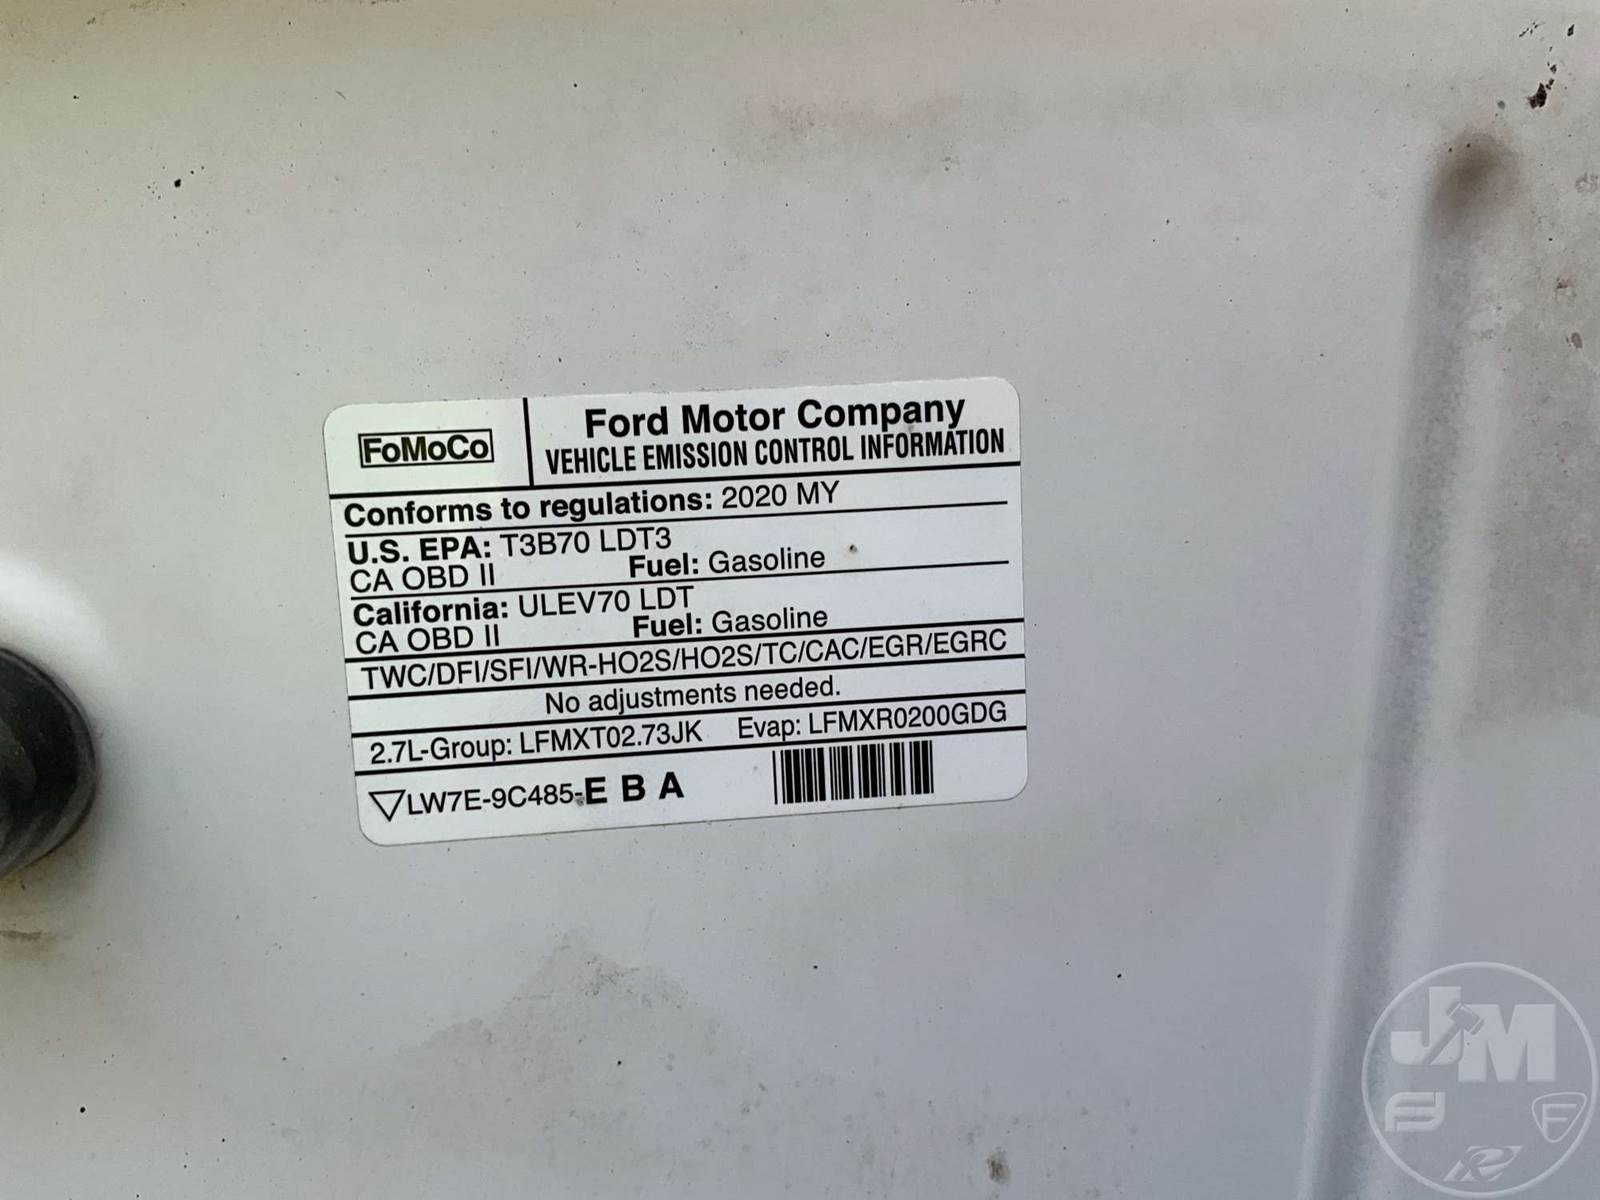 FoMoCo
Ford Motor Company
VEHICLE EMISSION CONTROL INFORMATION
Conforms to regulations: 2020 MY
U.S. EPA: T3B70 LDT3
CA OBD II Fuel: Gasoline
California: ULEV70 LDT
CA OBD II Fuel: Gasoline
TWC/DFI/SFI/WR-HO2S/HO2S/TC/CAC/EGR/EGRC
No adjustments needed.
2.7L-Group: LFMXT02.73JK Evap: LFMXR0200GDG
LW7E-9C485-E B A
JM